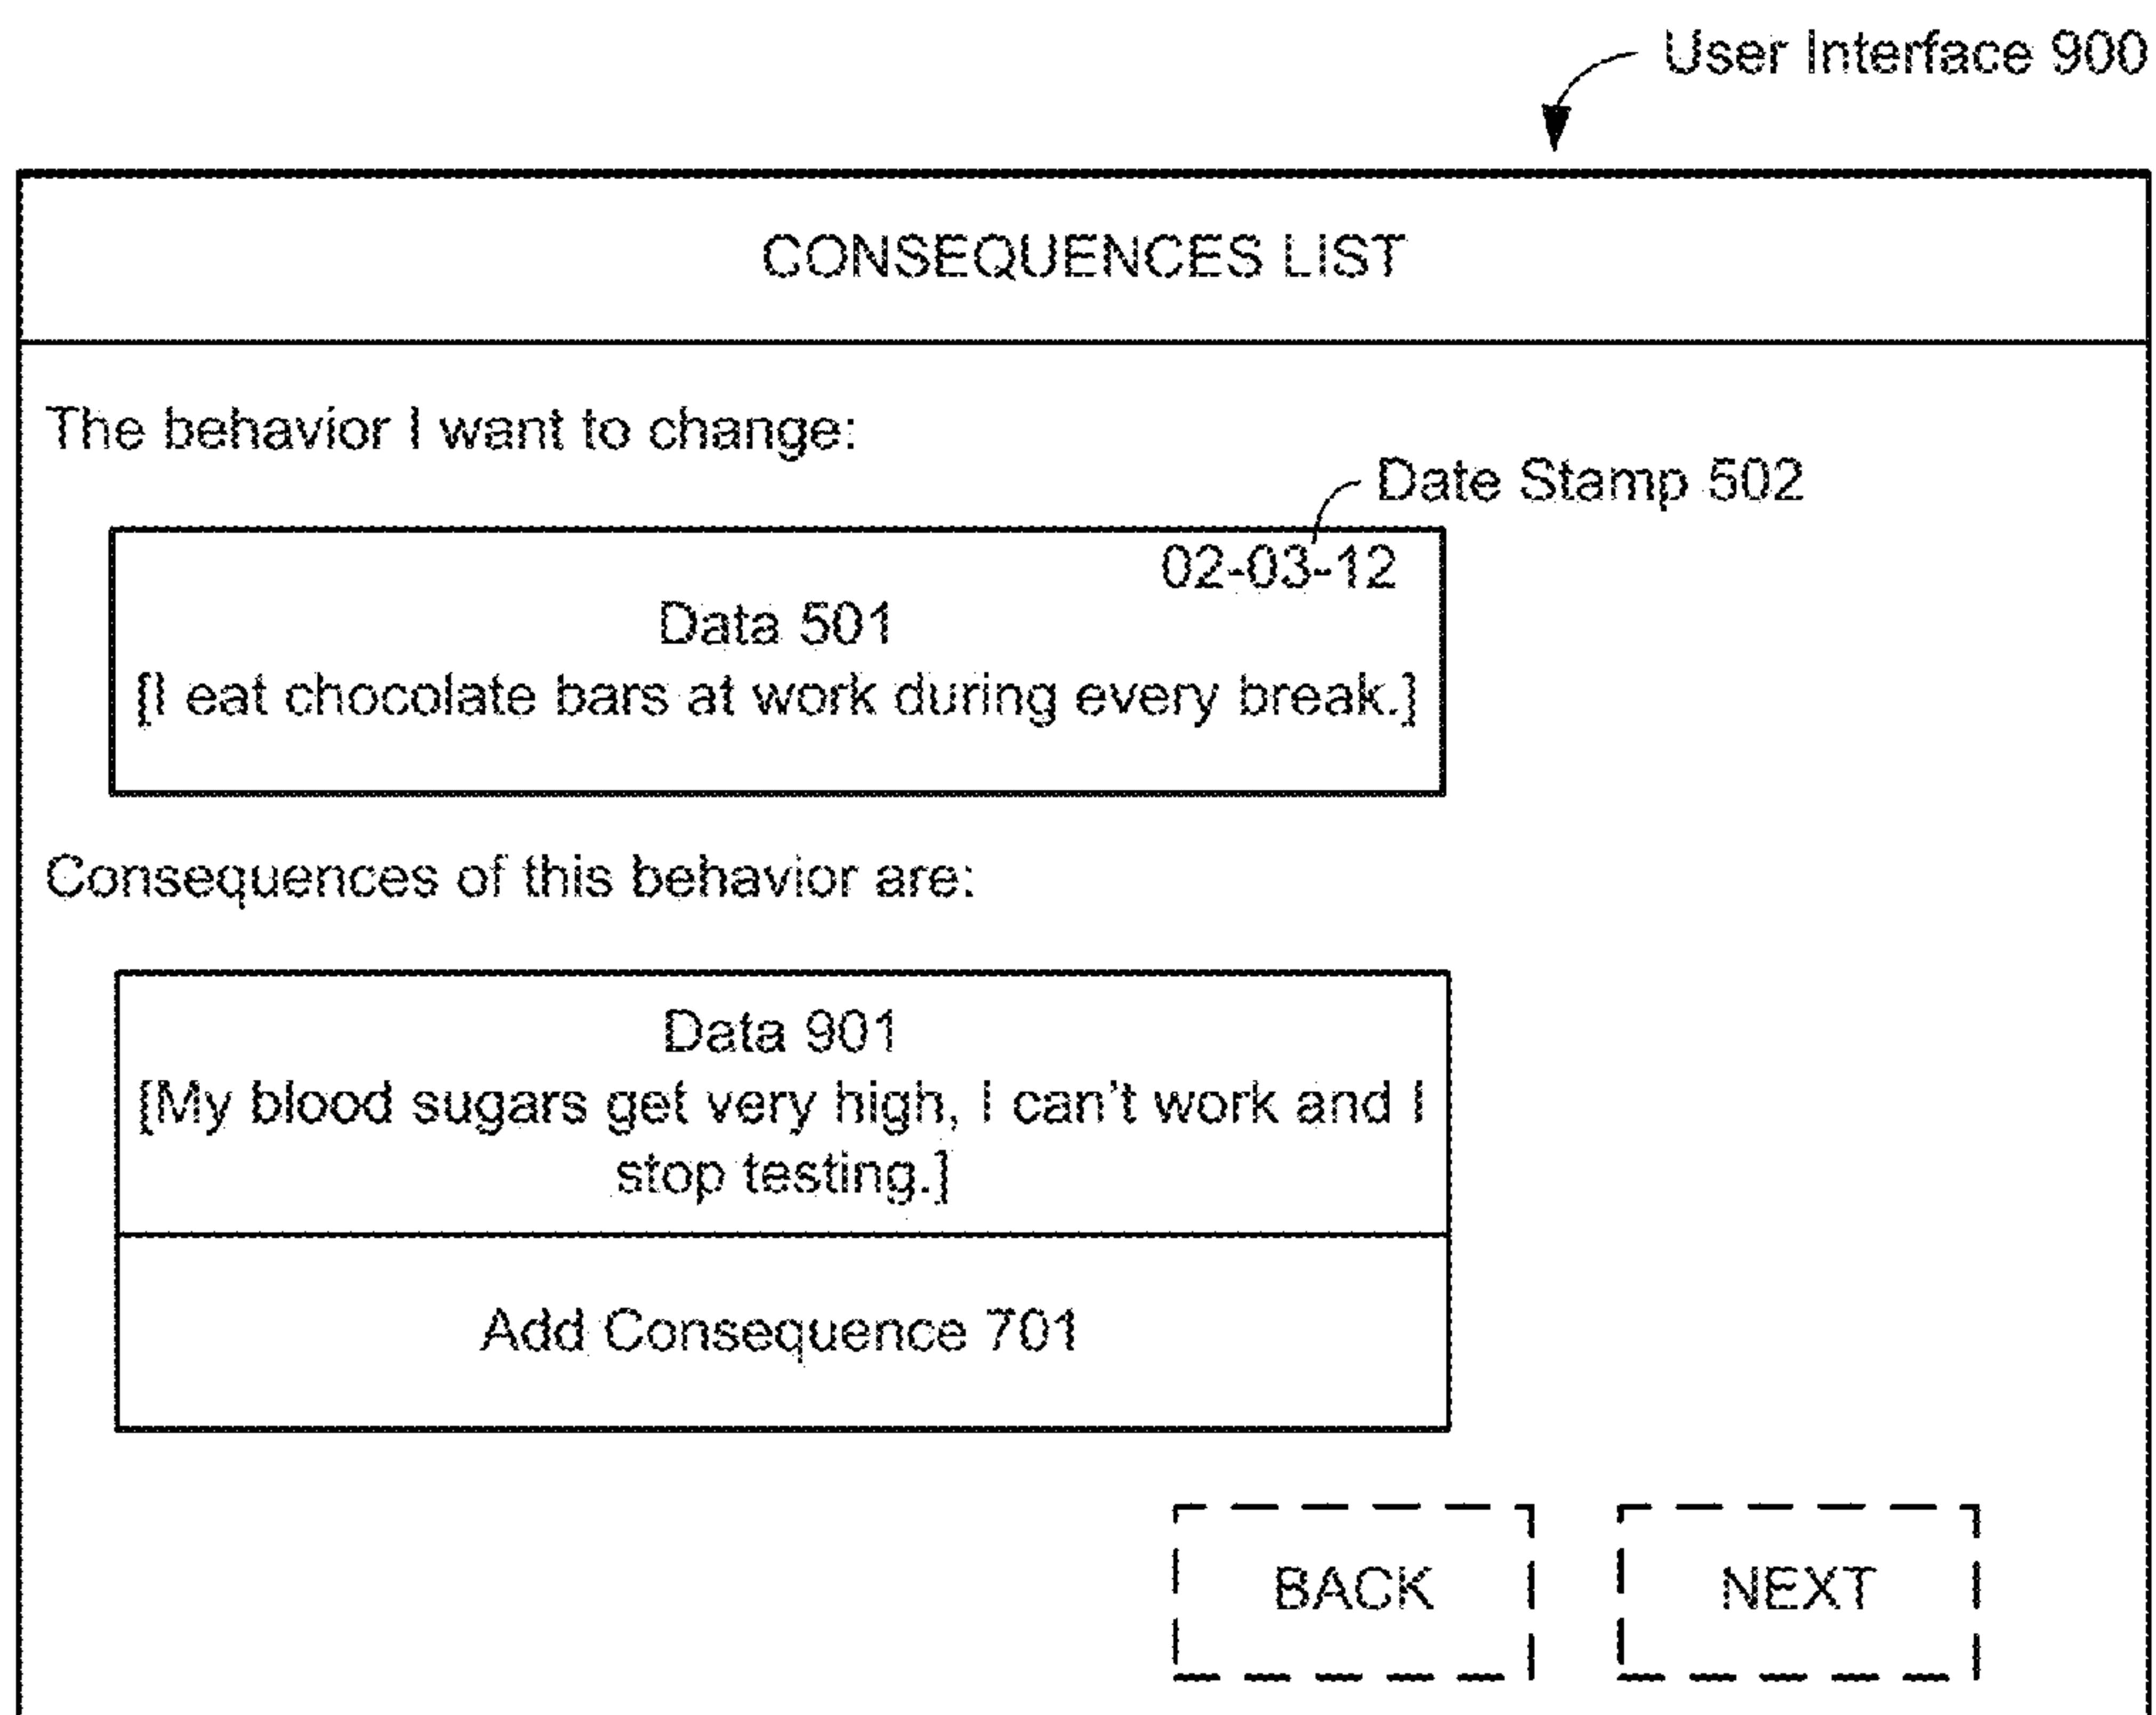 User Interface 900
CONSEQUENCES LIST
The behavior I want to change:
Date Stamp 502
02-03-12
Data 501
[I eat chocolate bars at work during every break.]
Consequences of this behavior are:
Data 901
[My blood sugars get very high, I can't work and I
stop testing.]
Add Consequence 701
BACK NEXT